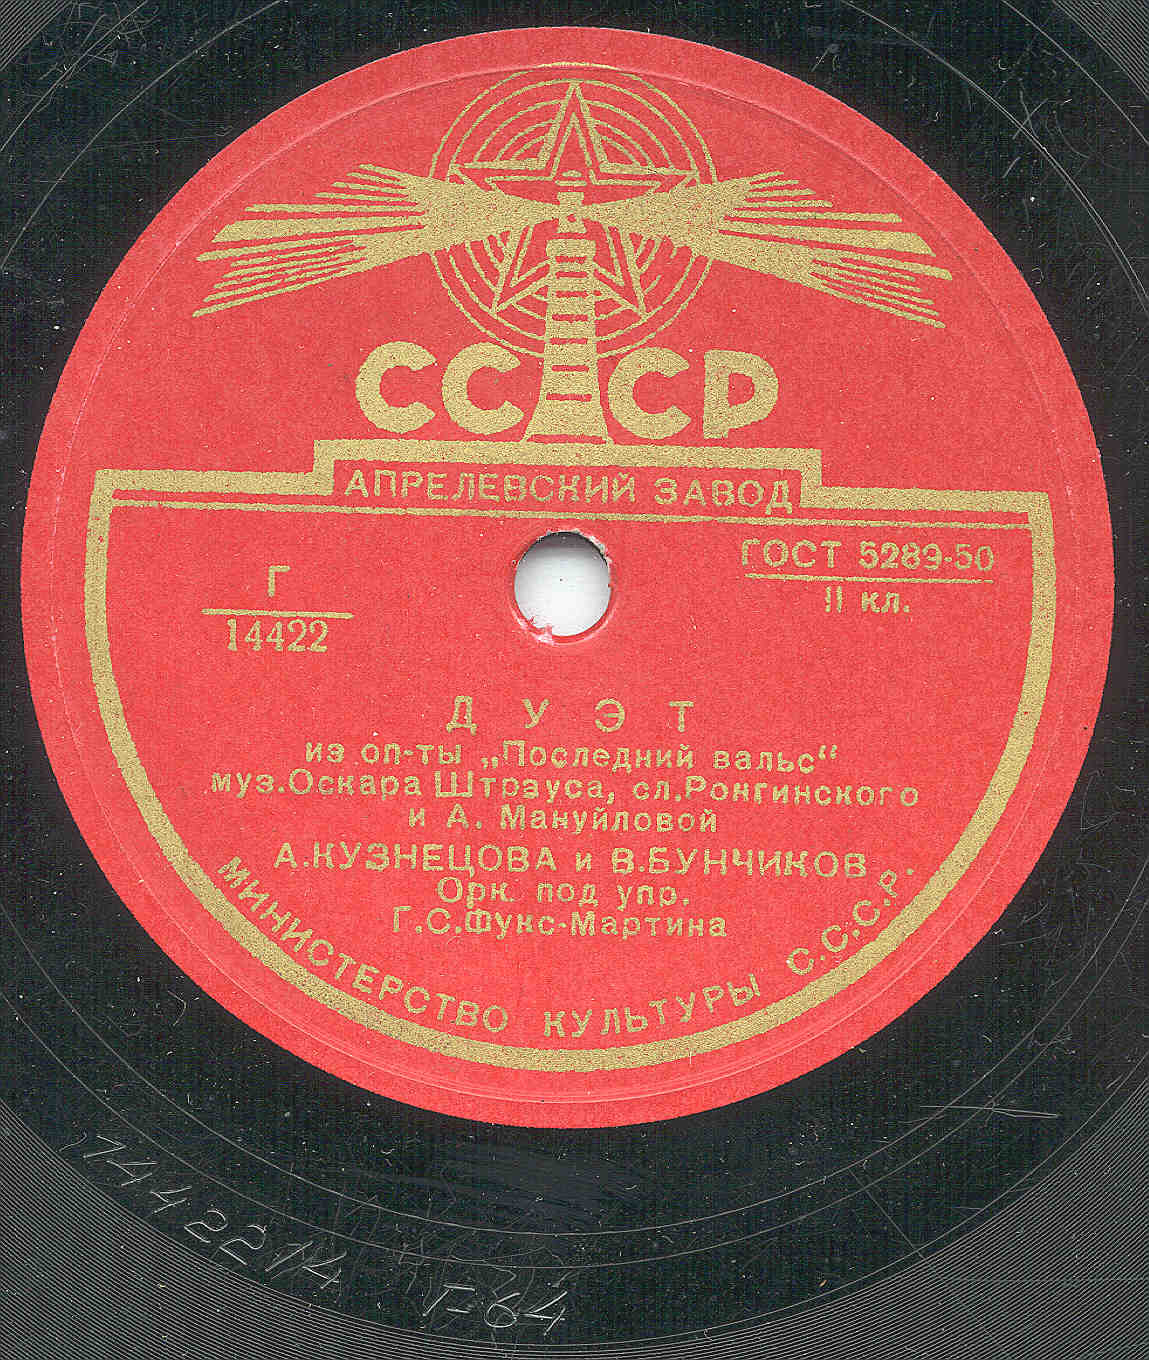 СССР
АПРЕЛЕВСКИЙ ЗАВОД
ГОСТ 5289-50
II кл.
Г
14422
ДУЭТ
из оп-ты „Последний вальс“
муз.Оскара Штрауса, сл.Ронгинского
и А. Мануйловой
А.КУЗНЕЦОВА и В.БУНЧИКОВ
Орк. под упр.
Г.С.Фукс-Мартина
МИНИСТЕРСТВО КУЛЬТУРЫ С.С.С.Р.
Г-64